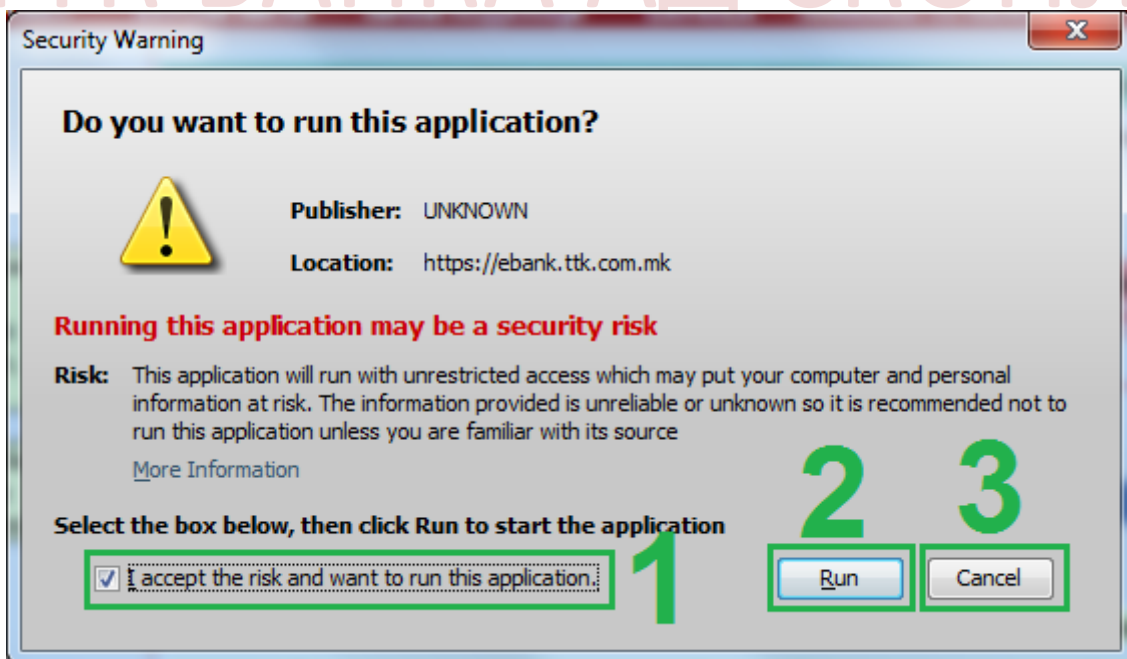 ТТК БАНКА АД СКОПЈЕ
Security Warning
Do you want to run this application?
Publisher: UNKNOWN
Location: https://ebank.ttk.com.mk
Running this application may be a security risk
Risk: This application will run with unrestricted access which may put your computer and personal
information at risk. The information provided is unreliable or unknown so it is recommended not to
run this application unless you are familiar with its source
More Information
Select the box below, then click Run to start the application
I accept the risk and want to run this application.
1
2
Run
3
Cancel